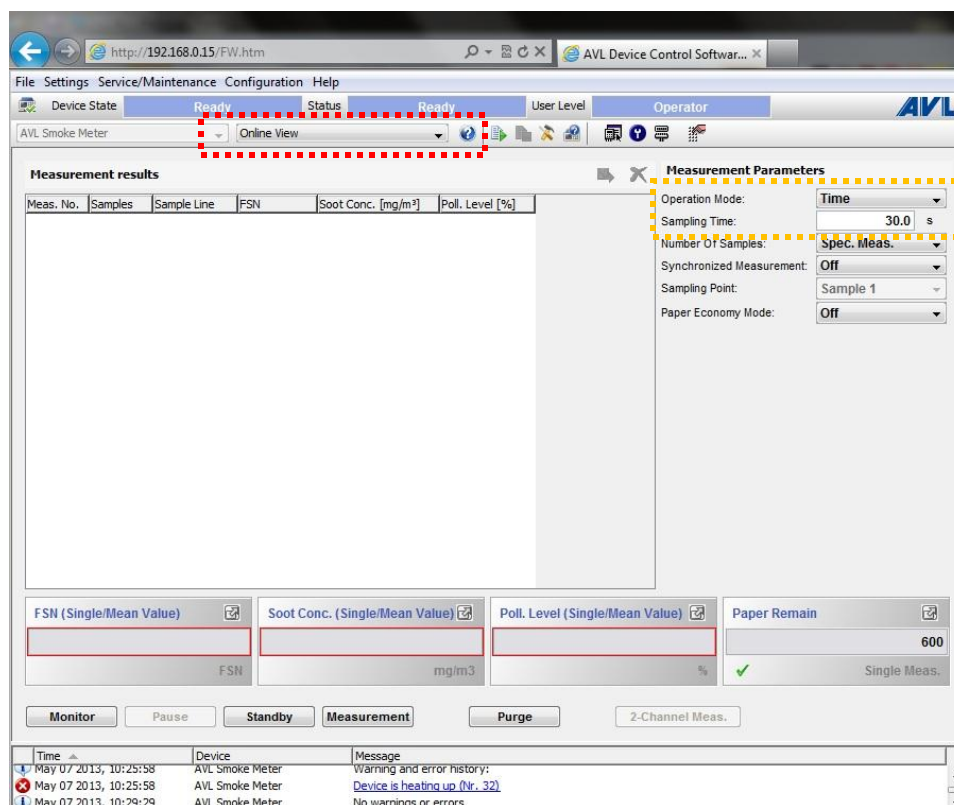 http://192.168.0.15/FW.htm
AVL Device Control Softwar...
File Settings Service/Maintenance Configuration Help
Device State Ready Status Ready User Level Operator AVL
AVL Smoke Meter Online View
Measurement results
Measurement Parameters
Meas. No. Samples Sample Line FSN Soot Conc. [mg/m³] Poll. Level [%]
Operation Mode: Time
Sampling Time: 30.0 s
Number Of Samples: Spec. Meas.
Synchronized Measurement: Off
Sampling Point: Sample 1
Paper Economy Mode: Off
FSN (Single/Mean Value) Soot Conc. (Single/Mean Value) Poll. Level (Single/Mean Value) Paper Remain
600
FSN mg/m3 % Single Meas.
Monitor Pause Standby Measurement Purge 2-Channel Meas.
Time Device Message
May 07 2013, 10:25:58 AVL Smoke Meter Warning and error history:
May 07 2013, 10:25:58 AVL Smoke Meter Device is heating up (Nr. 32)
May 07 2013, 10:29:29 AVL Smoke Meter No warnings or errors